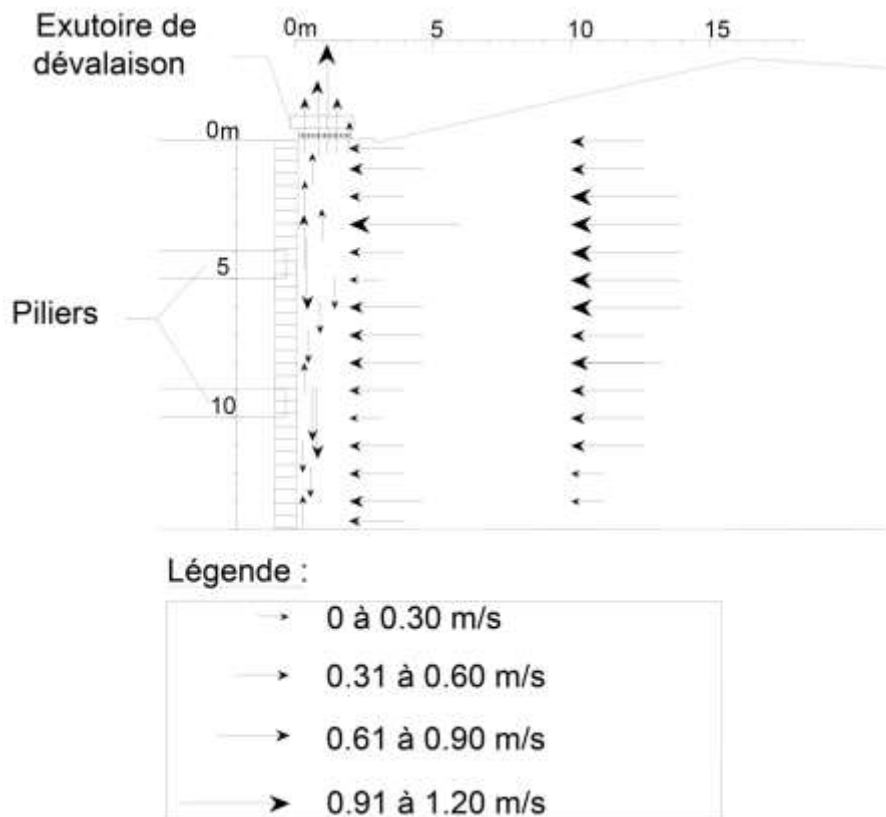 Exutoire de
dévalaison
0m
5
10
15
0m
5
Piliers
10
Légende :
0 à 0.30 m/s
0.31 à 0.60 m/s
0.61 à 0.90 m/s
0.91 à 1.20 m/s